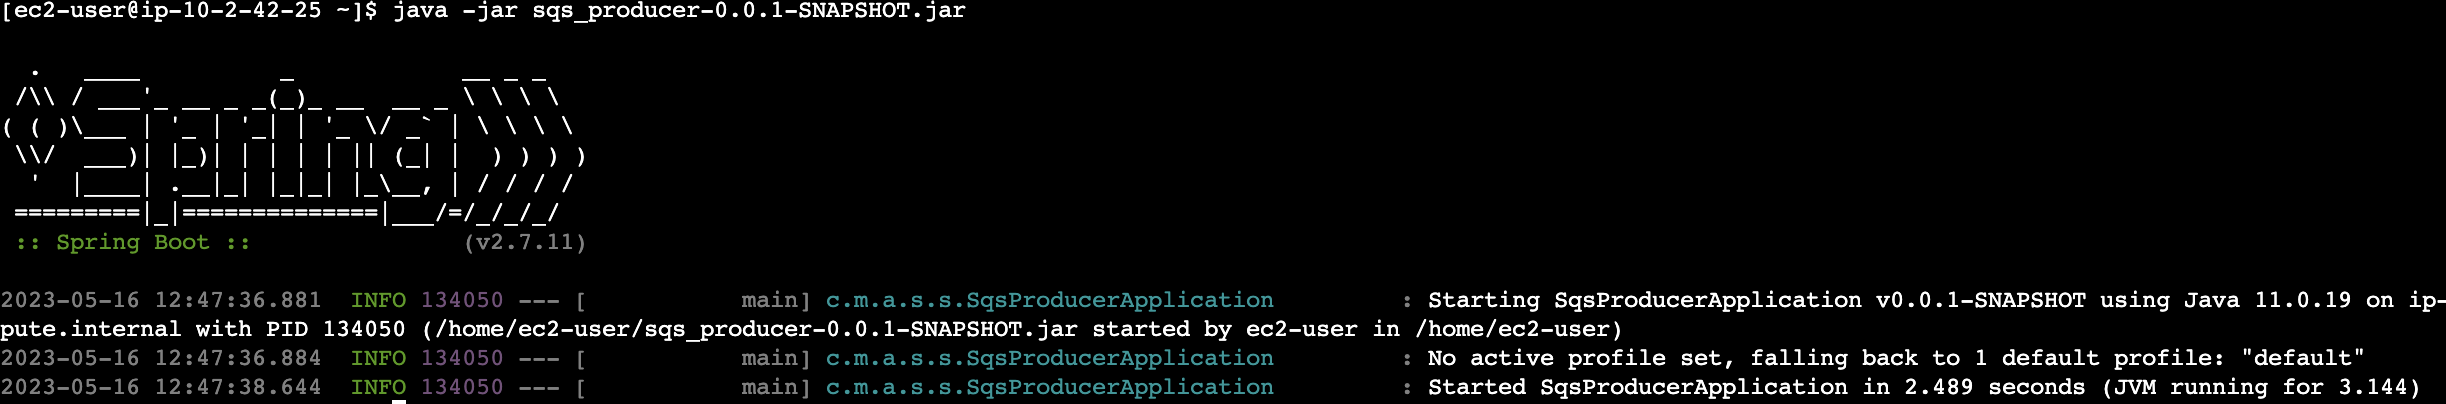 [ec2-user@ip-10-2-42-25 ~]$ java -jar sqs_producer-0.0.1-SNAPSHOT.jar
  .   ____          _            __ _ _
 /\\ / ___'_ __ _ _(_)_ __  __ _ \ \ \ \
( ( )\___ | '_ | '_| | '_ \/ _` | \ \ \ \
 \\/  ___)| |_)| | | | | || (_| |  ) ) ) )
  '  |____| .__|_| |_|_| |_\__, | / / / /
 =========|_|==============|___/=/_/_/_/
 :: Spring Boot ::                (v2.7.11)
2023-05-16 12:47:36.881  INFO 134050 --- [           main] c.m.a.s.s.SqsProducerApplication         : Starting SqsProducerApplication v0.0.1-SNAPSHOT using Java 11.0.19 on ip-
pute.internal with PID 134050 (/home/ec2-user/sqs_producer-0.0.1-SNAPSHOT.jar started by ec2-user in /home/ec2-user)
2023-05-16 12:47:36.884  INFO 134050 --- [           main] c.m.a.s.s.SqsProducerApplication         : No active profile set, falling back to 1 default profile: "default"
2023-05-16 12:47:38.644  INFO 134050 --- [           main] c.m.a.s.s.SqsProducerApplication         : Started SqsProducerApplication in 2.489 seconds (JVM running for 3.144)